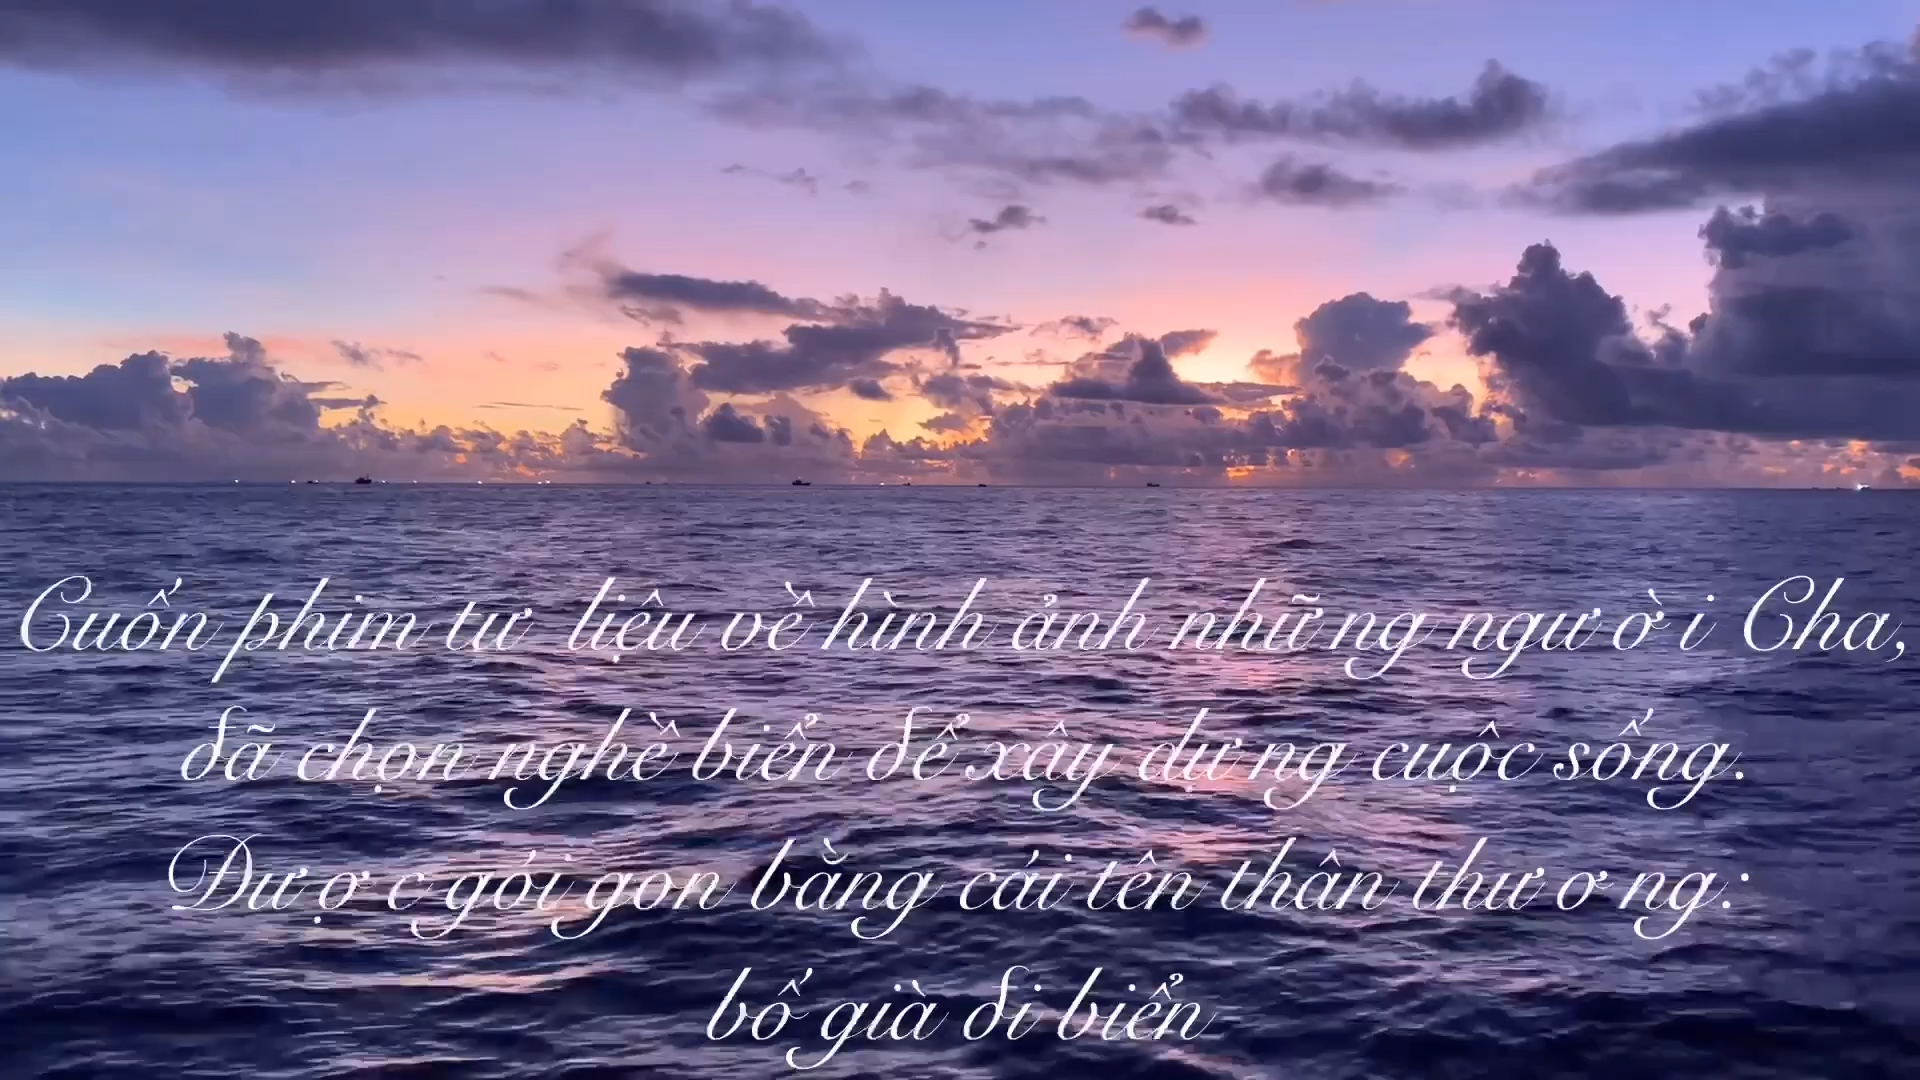 Cuốn phim tư liệu về hình ảnh những người Cha,
đã chọn nghề biển để xây dựng cuộc sống.
Được gói gon bằng cái tên thân thương:
bố già đi biển